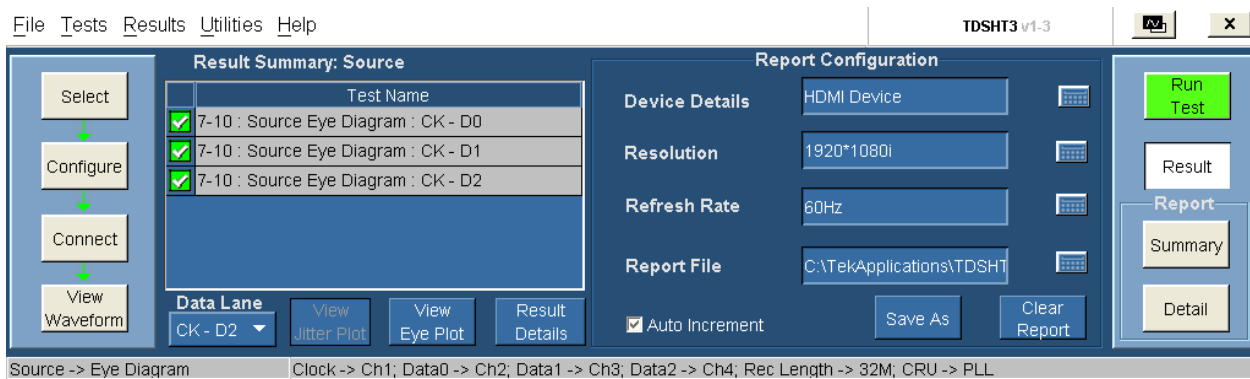 File Tests Results Utilities Help
TDSHT3 v1-3
x
Select
Configure
Connect
View
Waveform
Result Summary: Source
Test Name
7-10 : Source Eye Diagram : CK - D0
7-10 : Source Eye Diagram : CK - D1
7-10 : Source Eye Diagram : CK - D2
Data Lane
CK - D2
View
Jitter Plot
View
Eye Plot
Result
Details
Report Configuration
Device Details
HDMI Device
Resolution
1920*1080i
Refresh Rate
60Hz
Report File
C:\TekApplications\TDSHT
Auto Increment
Save As
Clear
Report
Run
Test
Result
Report
Summary
Detail
Source -> Eye Diagram
Clock -> Ch1; Data0 -> Ch2; Data1 -> Ch3; Data2 -> Ch4; Rec Length -> 32M; CRU -> PLL